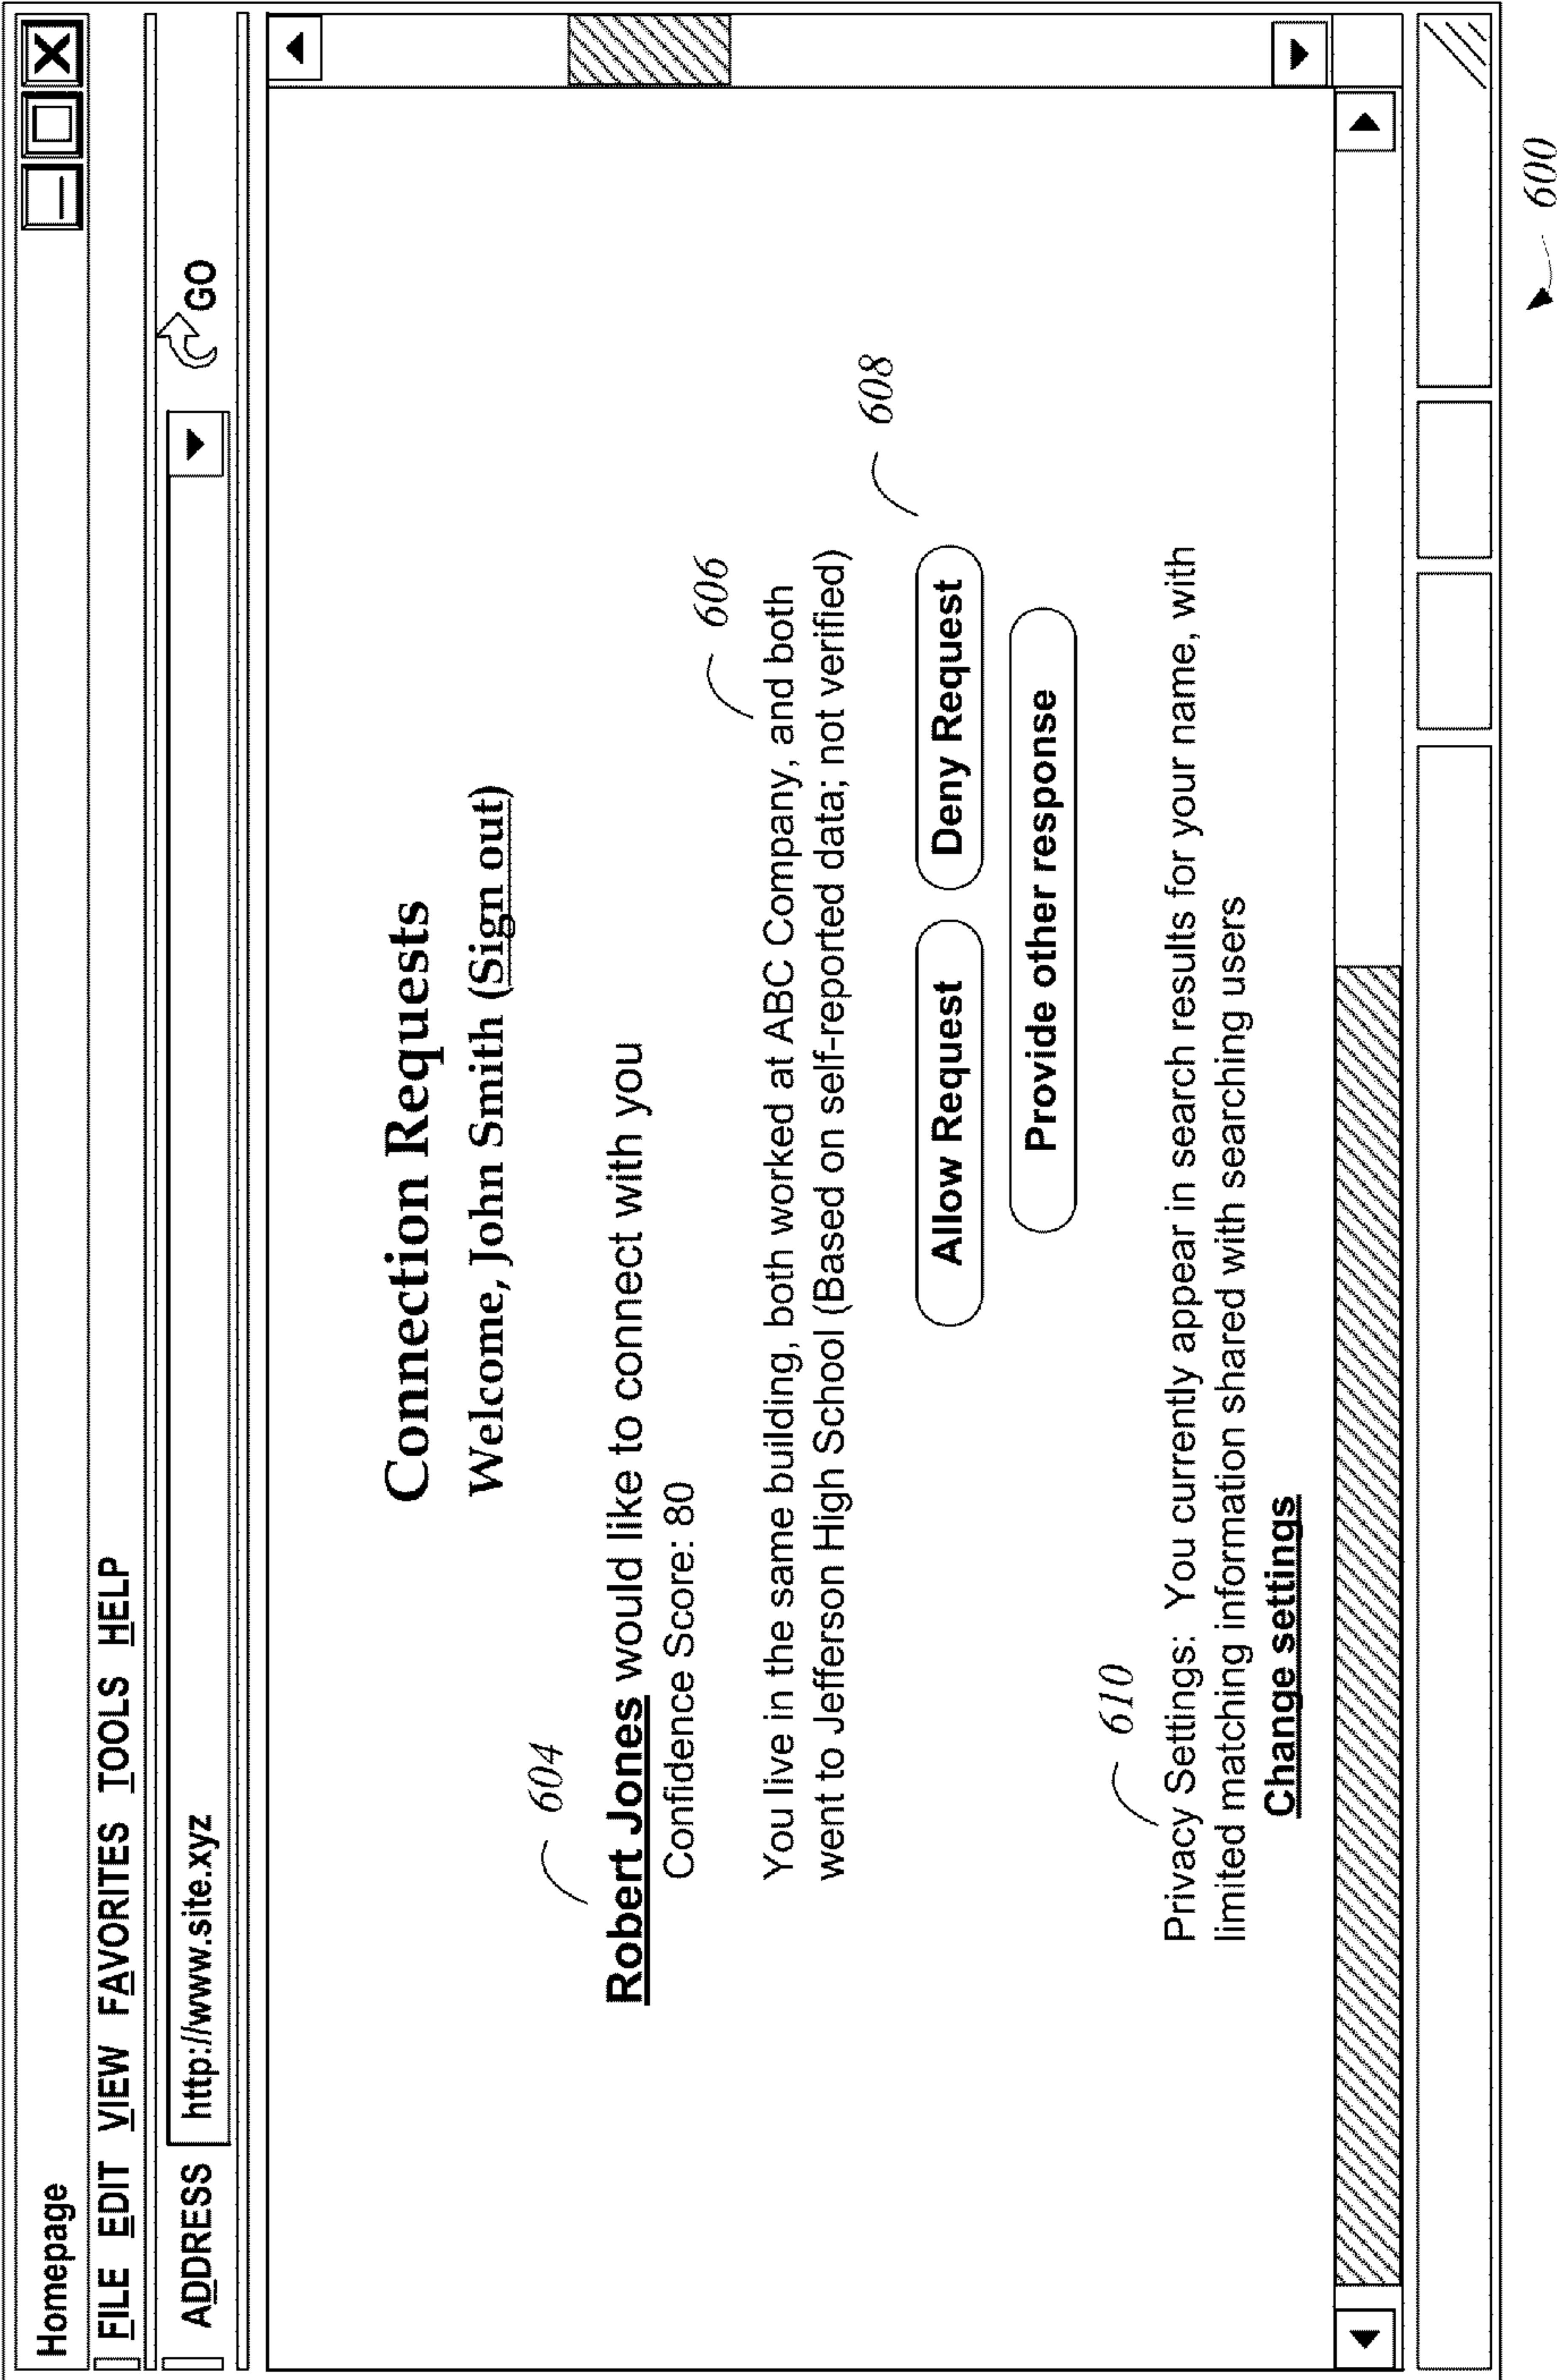 Homepage
FILE EDIT VIEW FAVORITES TOOLS HELP
ADDRESS http://www.site.xyz GO
Connection Requests
Welcome, John Smith (Sign out)
604
Robert Jones would like to connect with you
Confidence Score: 80
606
You live in the same building, both worked at ABC Company, and both
went to Jefferson High School (Based on self-reported data; not verified)
608
Allow Request Deny Request
Provide other response
610
Privacy Settings: You currently appear in search results for your name, with
limited matching information shared with searching users
Change settings
600